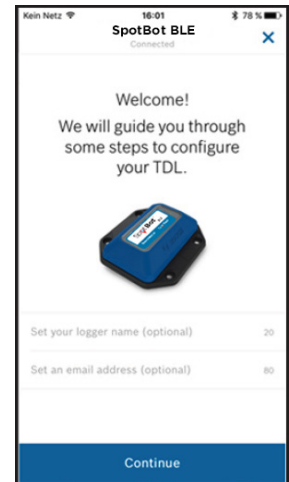 Kein Netz 16:01 78 %
SpotBot BLE
Connected
Welcome!
We will guide you through
some steps to configure
your TDL.
SpotBot
Set your logger name (optional) 20
Set an email address (optional) 80
Continue